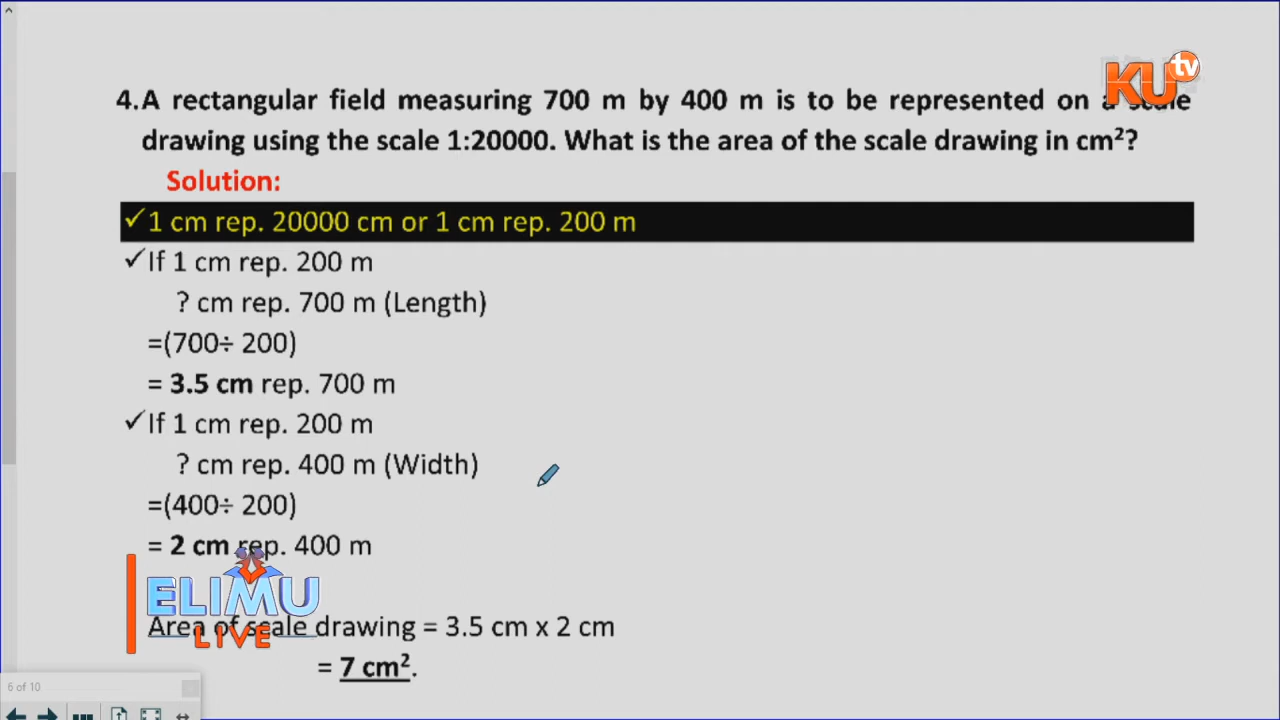 KU tv
4. A rectangular field measuring 700 m by 400 m is to be represented on a scale
drawing using the scale 1:20000. What is the area of the scale drawing in cm²?
Solution:
✓1 cm rep. 20000 cm or 1 cm rep. 200 m
✓If 1 cm rep. 200 m
? cm rep. 700 m (Length)
=(700÷ 200)
= 3.5 cm rep. 700 m
✓If 1 cm rep. 200 m
? cm rep. 400 m (Width)
=(400÷ 200)
= 2 cm rep. 400 m
ELIMU
LIVE
Area of scale drawing = 3.5 cm x 2 cm
= 7 cm².
6 of 10